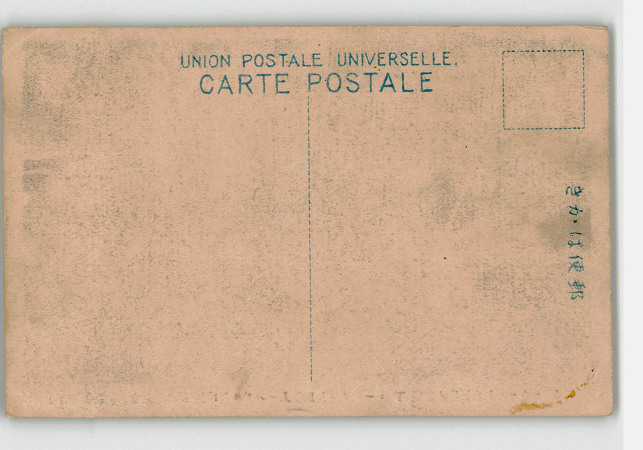 UNION POSTALE UNIVERSELLE.
CARTE POSTALE
きかは便郵